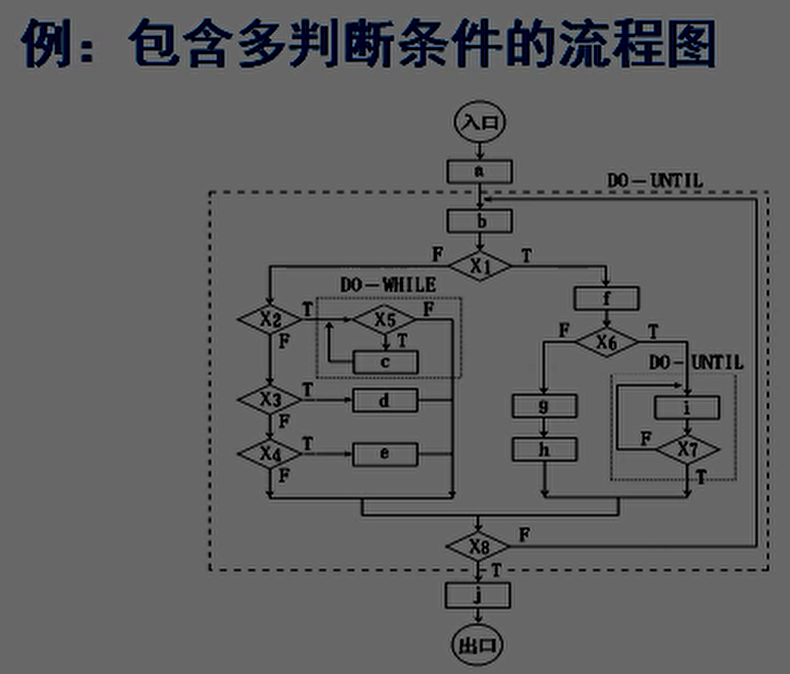 例：包含多判断条件的流程图
入口
a
DO-UNTIL
b
F X1 T
DO-WHILE
f
X2 T X5 F
F T
c
F X6 T
DO-UNTIL
X3 T d
F
g i
X4 T e
F
h F X7
T
X8 F
T
j
出口